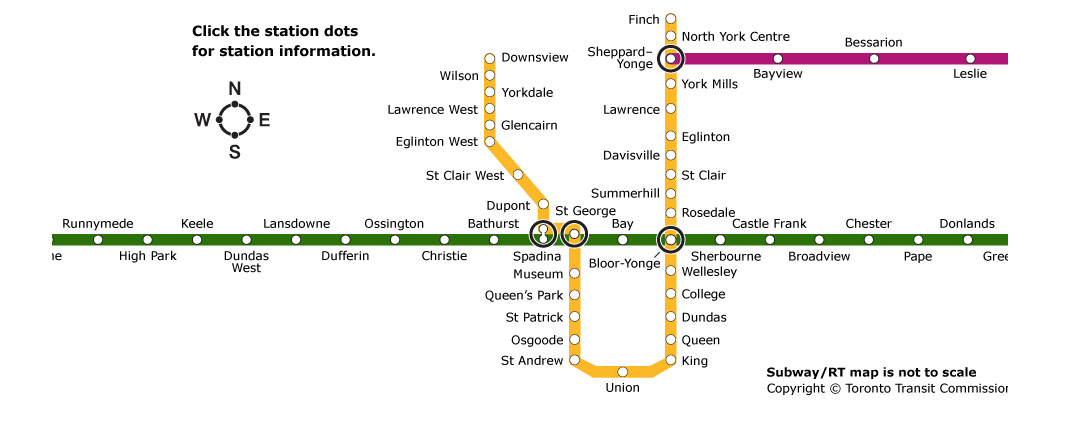 Click the station dots
for station information.
N
W
E
S
Finch
North York Centre
Sheppard–
Yonge
Bessarion
Bayview
Leslie
Downsview
Wilson
Yorkdale
Lawrence West
Glencairn
Eglinton West
St Clair West
Dupont
St George
York Mills
Lawrence
Eglinton
Davisville
St Clair
Summerhill
Rosedale
Runnymede
Keele
Lansdowne
Ossington
Bathurst
Bay
Castle Frank
Chester
Donlands
High Park
Dundas
West
Dufferin
Christie
Spadina
Bloor-Yonge
Sherbourne
Broadview
Pape
Museum
Queen's Park
St Patrick
Osgoode
St Andrew
Union
Wellesley
College
Dundas
Queen
King
Subway/RT map is not to scale
Copyright © Toronto Transit Commission